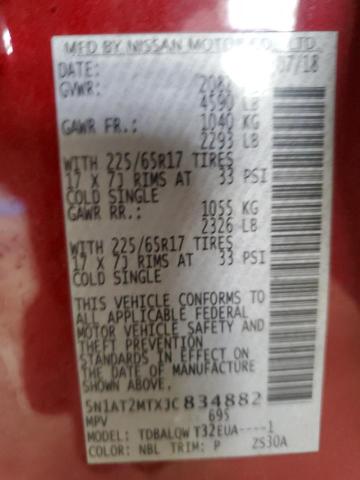 MFD BY NISSAN MOTOR CO., LTD.
DATE: 07/18
GVWR:
4590 LB
GAWR FR.: 1040 KG
2293 LB
WITH 225/65R17 TIRES
17 X 7J RIMS AT 33 PSI
COLD SINGLE
GAWR RR.: 1055 KG
2326 LB
WITH 225/65R17 TIRES
17 X 7J RIMS AT 33 PSI
COLD SINGLE
THIS VEHICLE CONFORMS TO
ALL APPLICABLE FEDERAL
MOTOR VEHICLE SAFETY AND
THEFT PREVENTION
STANDARDS IN EFFECT ON
THE DATE OF MANUFACTURE
SHOWN ABOVE.
5N1AT2MTXJC834882
MPV 695
MODEL: TDBALOW T32EUA----1
COLOR: NBL TRIM: P 2S30A